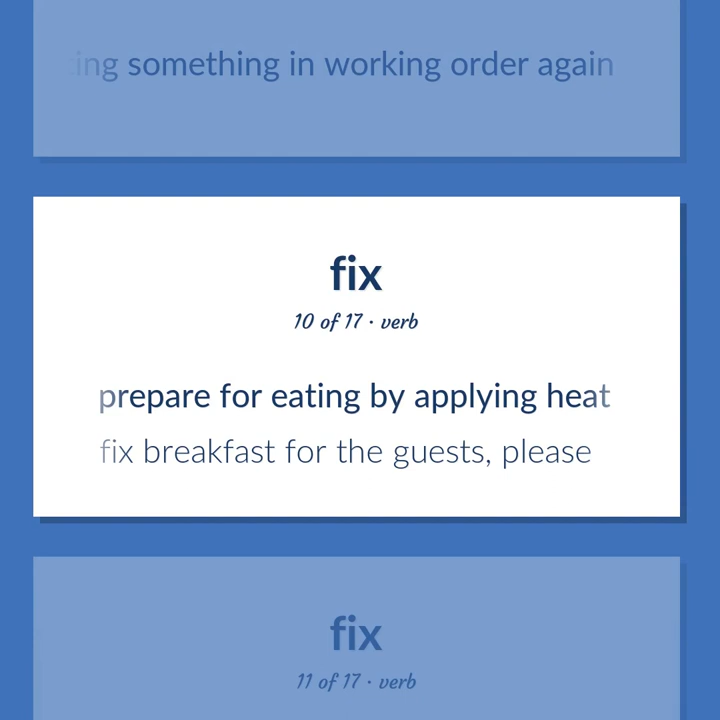 something in working order again
fix
10 of 17 · verb
prepare for eating by applying heat
fix breakfast for the guests, please
fix
11 of 17 · verb